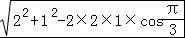 √(2²+1²-2×2×1×cos π/3)